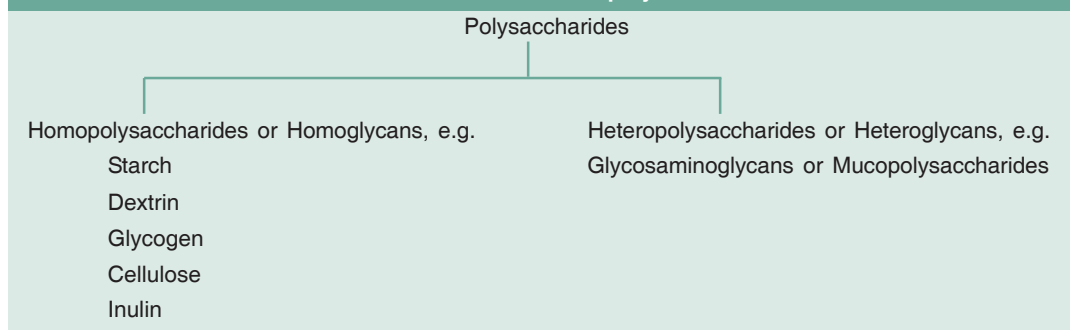 Polysaccharides
Homopolysaccharides or Homoglycans, e.g.
Starch
Dextrin
Glycogen
Cellulose
Inulin
Heteropolysaccharides or Heteroglycans, e.g.
Glycosaminoglycans or Mucopolysaccharides